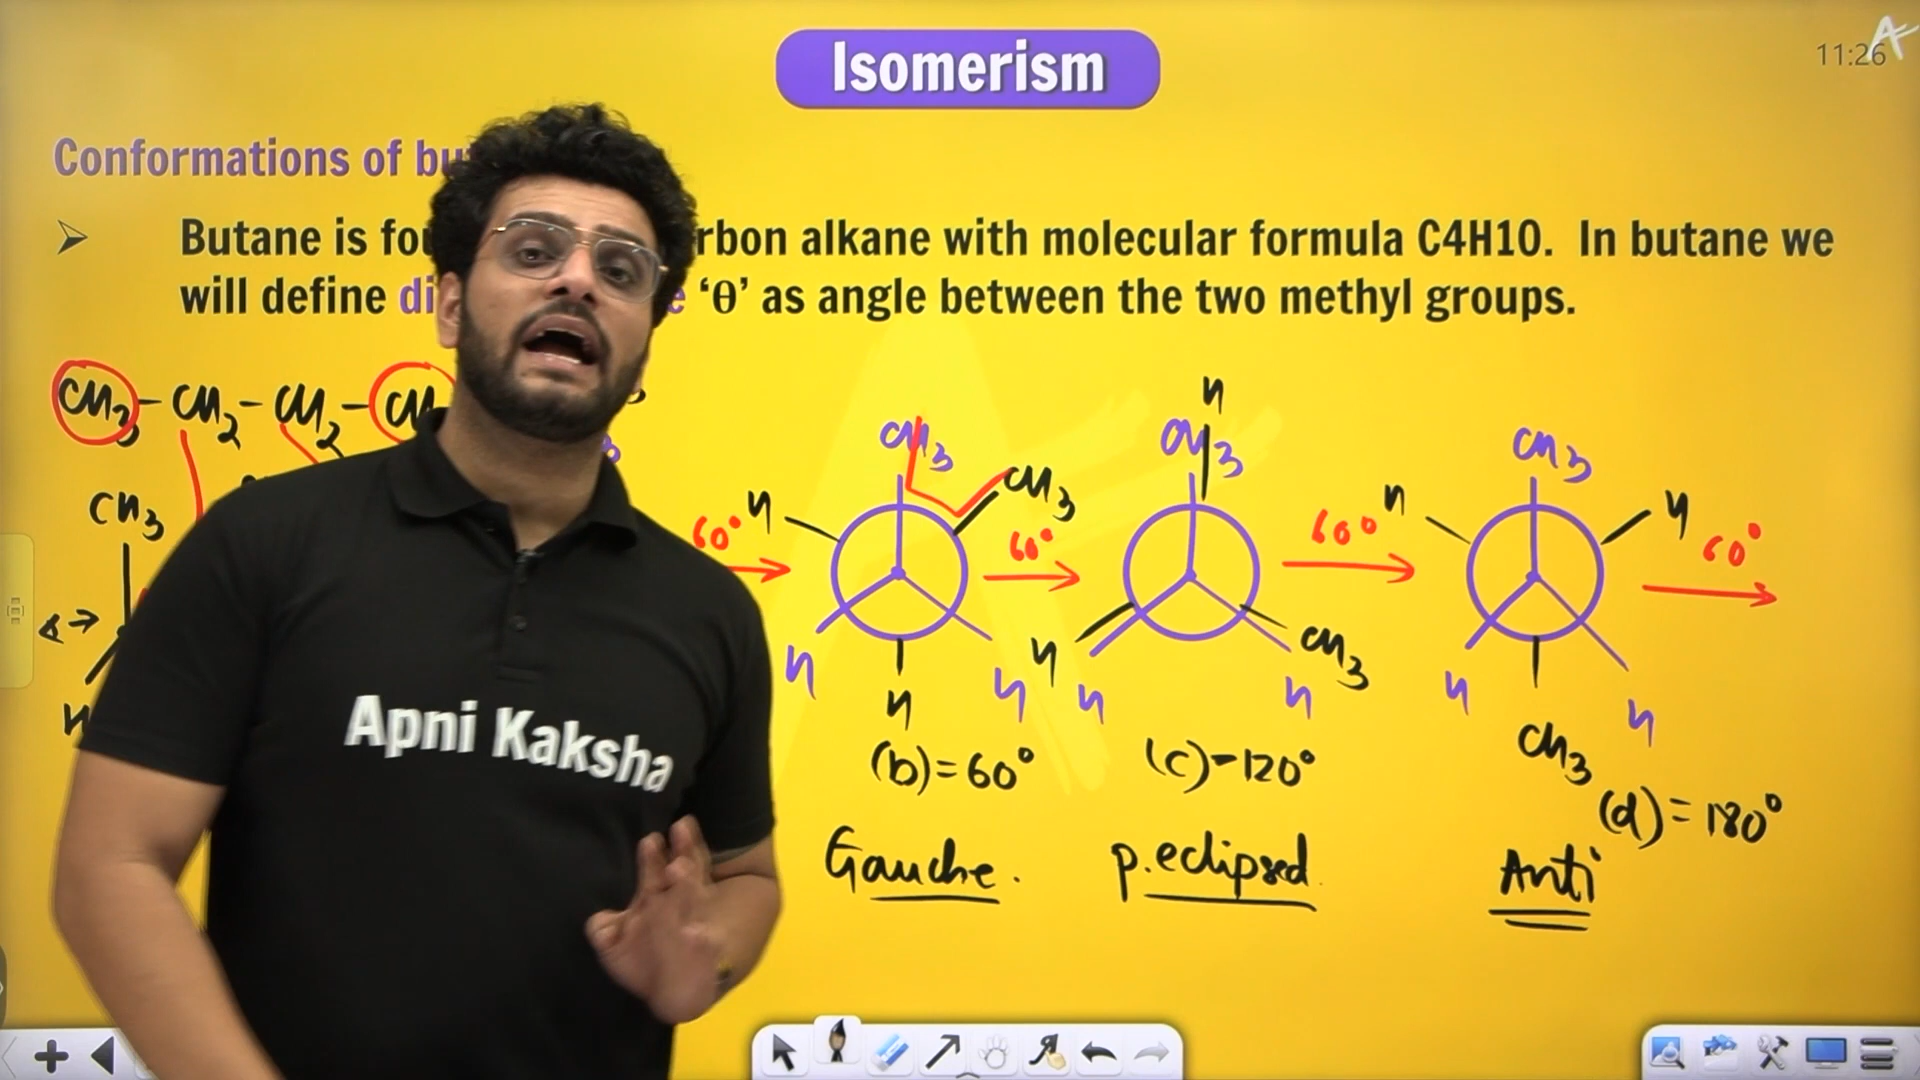 Isomerism
11:26
Conformations of bu
Butane is fou rbon alkane with molecular formula C4H10. In butane we
will define di e ‘θ’ as angle between the two methyl groups.
CH3 - CH2 - CH2 - CH
CH3
H
60°
H
CH3
CH3
H
H
H
60°
H
CH3
H
H
CH3
H
60°
H
CH3
H
H
H
CH3
60°
(b) = 60°
(c) - 120°
(d) = 180°
Gauche.
p.eclipsed
Anti
Apni Kaksha